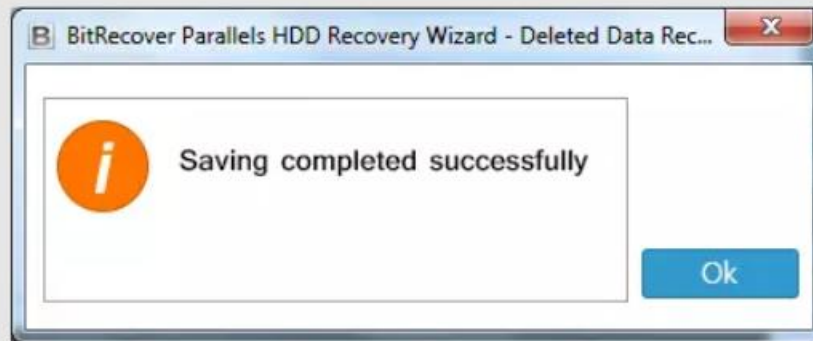 B BitRecover Parallels HDD Recovery Wizard - Deleted Data Rec...
i
Saving completed successfully
Ok